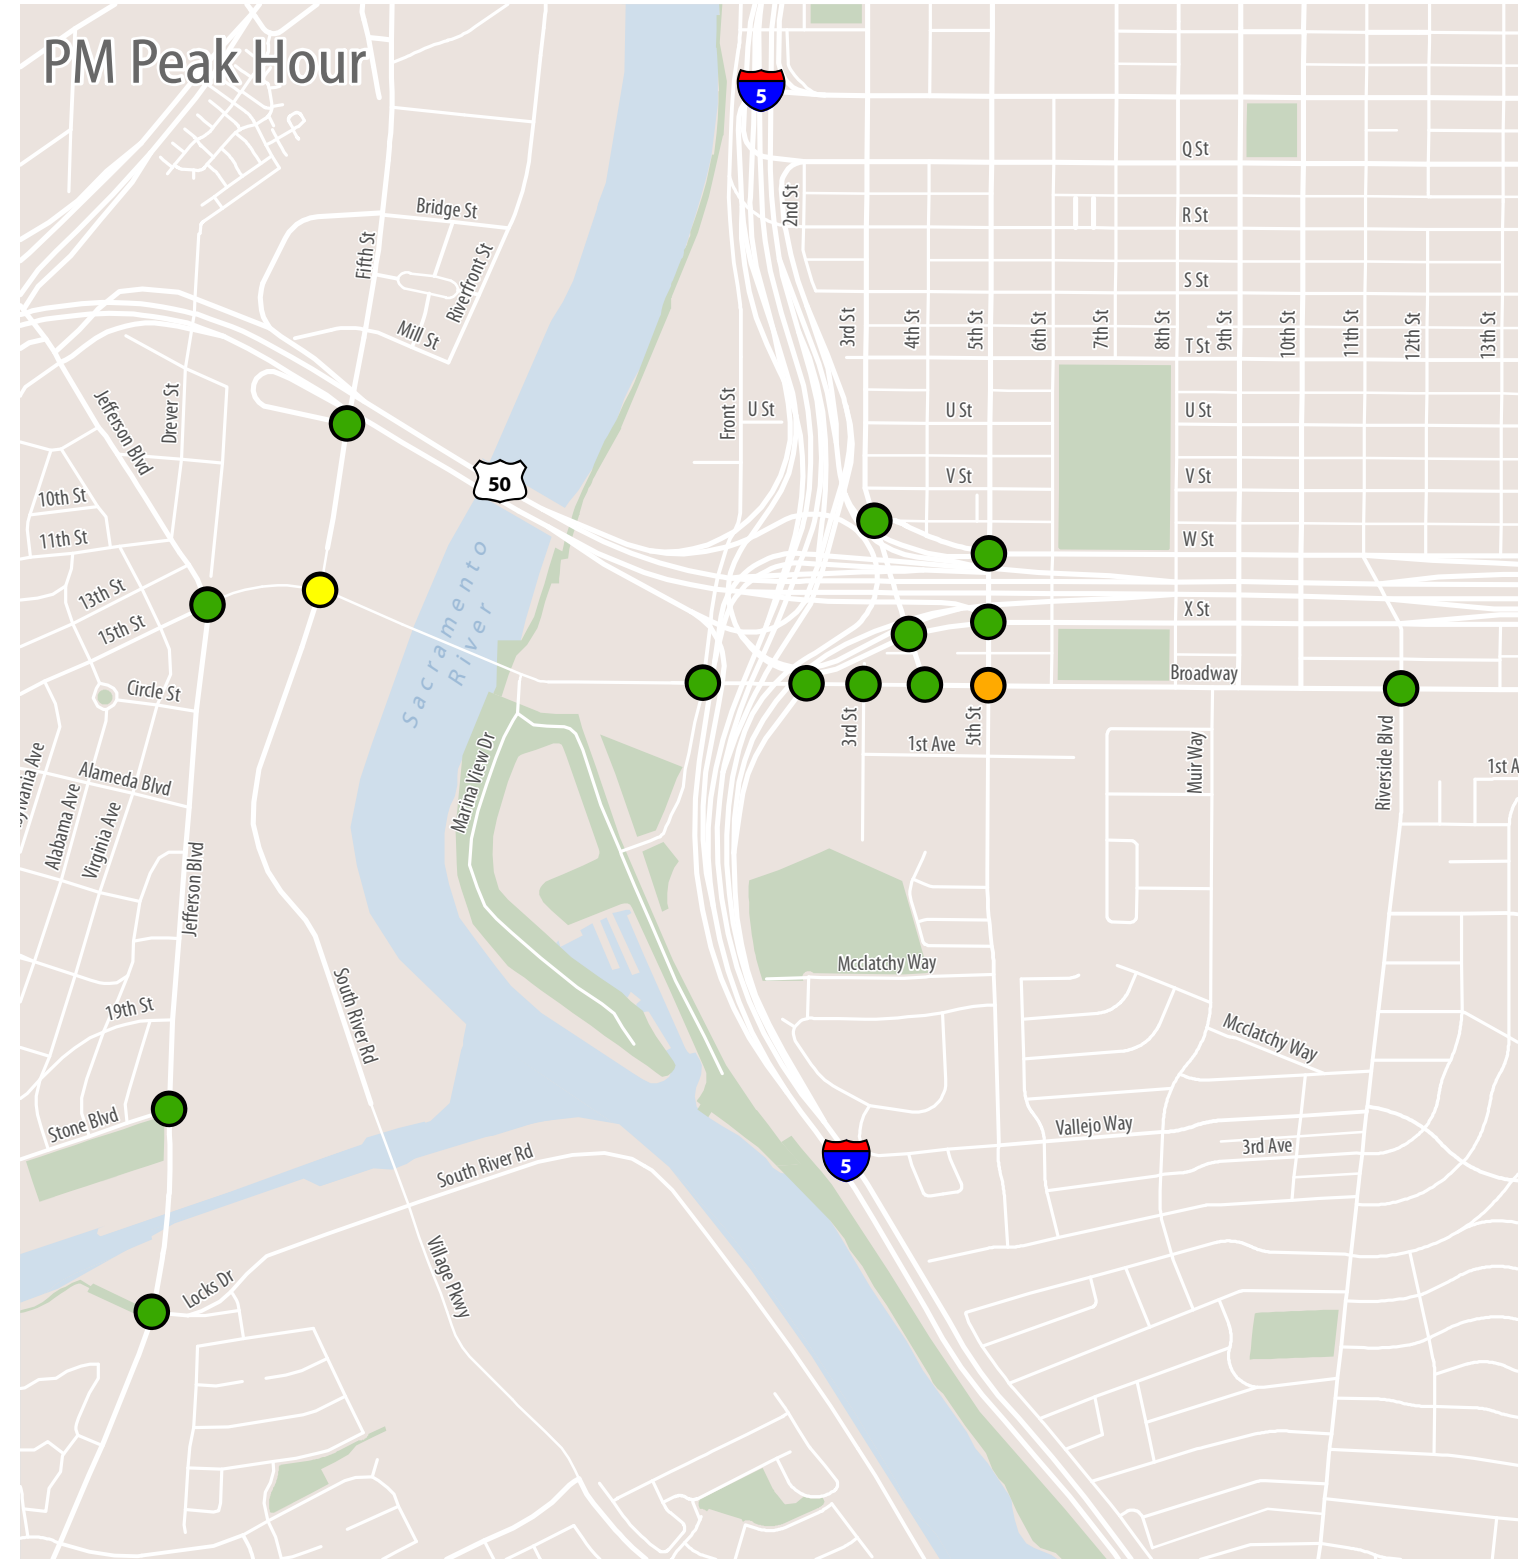 PM Peak Hour
5
Q St
2nd St
R St
Bridge St
Fifth St
Riverfront St
S St
Mill St
3rd St
4th St
5th St
6th St
7th St
8th St
9th St
10th St
11th St
12th St
13th St
T St
Jefferson Blvd
Drever St
Front St
U St
U St
U St
50
V St
V St
10th St
11th St
W St
Sacramento
River
13th St
15th St
X St
Broadway
Circle St
3rd St
5th St
1st Ave
Muir Way
Riverside Blvd
1st A
Marina View Dr
Alameda Blvd
Alabama Ave
Virginia Ave
Jefferson Blvd
Mcclatchy Way
South River Rd
19th St
Mcclatchy Way
Stone Blvd
Vallejo Way
3rd Ave
5
South River Rd
Village Pkwy
Locks Dr